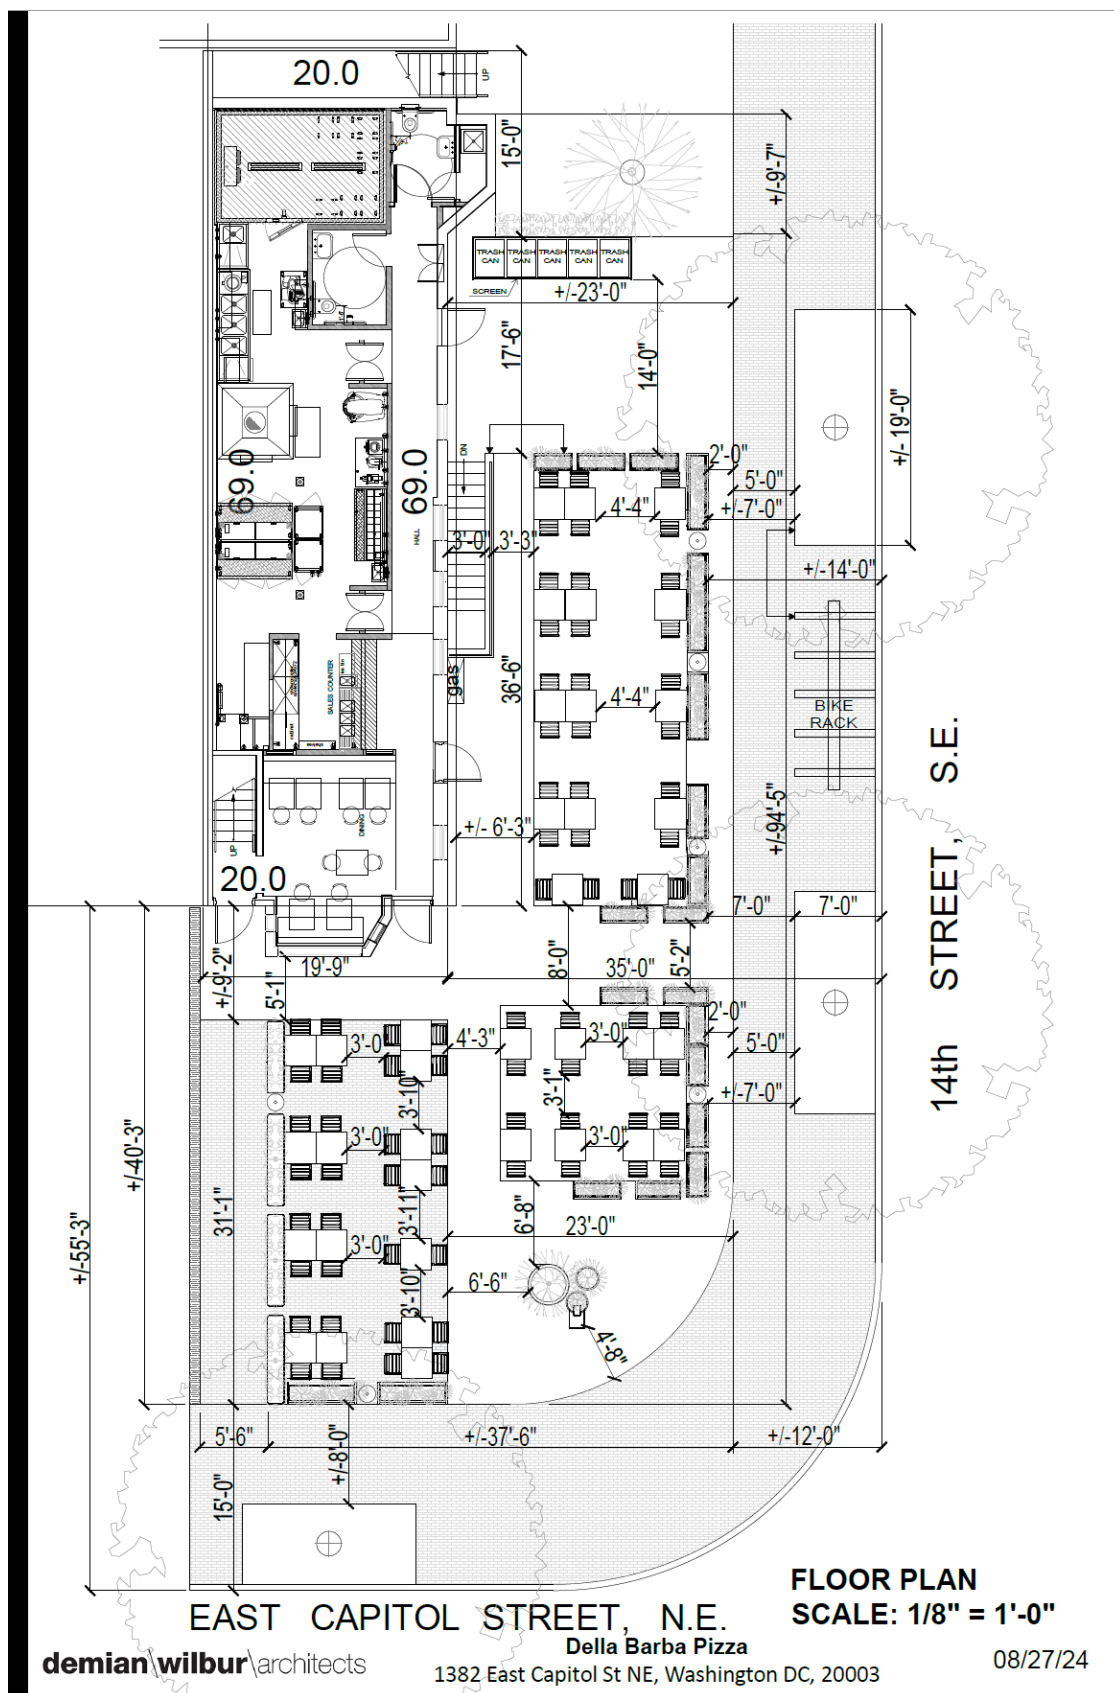 20.0
UP
15'-0"
+/-9'-7"
TRASH CAN
TRASH CAN
TRASH CAN
TRASH CAN
TRASH CAN
SCREEN
+/-23'-0"
17'-6"
14'-0"
+/- 19'-0"
69.0
69.0
HALL
DN
2'-0"
5'-0"
+/-7'-0"
4'-4"
3'-0"
3'-3"
+/-14'-0"
gas
36'-6"
4'-4"
SALES COUNTER
BIKE
RACK
14th STREET, S.E.
DINING
+/- 6'-3"
+/-94'-5"
UP
20.0
7'-0"
7'-0"
+/-9'-2"
5'-1"
19'-9"
8'-0"
35'-0"
5'-2"
2'-0"
3'-0
4'-3"
3'-0"
5'-0"
3'-10"
3'-1"
+/-7'-0"
3'-0"
3'-0"
+/-40'-3"
31'-1"
3'-11"
6'-8"
23'-0"
+/-55'-3"
3'-0"
3'-10"
6'-6"
4'-8"
5'-6"
+/-8'-0"
+/-37'-6"
+/-12'-0"
15'-0"
FLOOR PLAN
SCALE: 1/8" = 1'-0"
EAST CAPITOL STREET, N.E.
Della Barba Pizza
demian\wilbur\architects
1382 East Capitol St NE, Washington DC, 20003
08/27/24